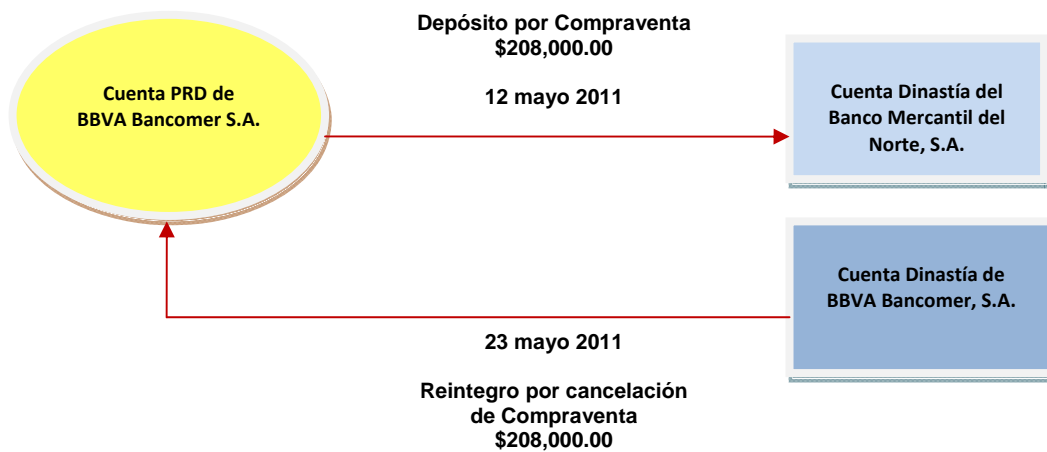 Depósito por Compraventa
$208,000.00
12 mayo 2011
Cuenta PRD de
BBVA Bancomer S.A.
Cuenta Dinastía del
Banco Mercantil del
Norte, S.A.
Cuenta Dinastía de
BBVA Bancomer, S.A.
23 mayo 2011
Reintegro por cancelación
de Compraventa
$208,000.00